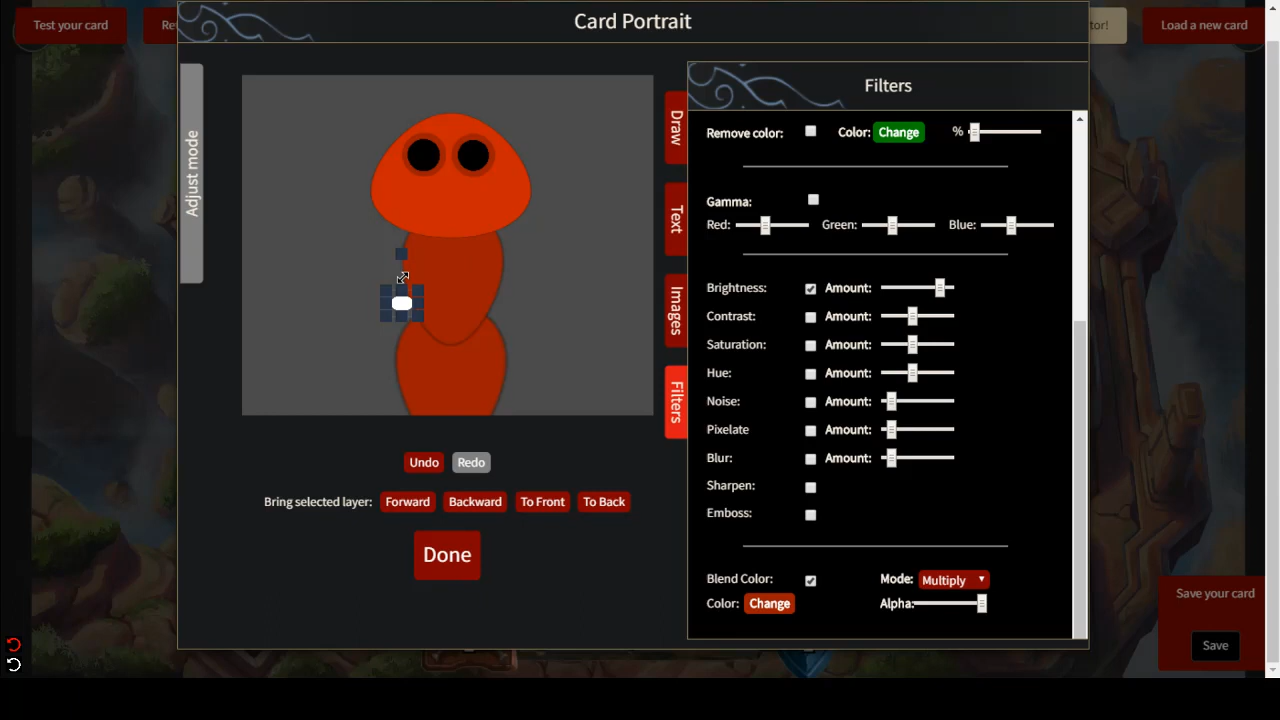 Card Portrait
Test your card
Re
tor!
Load a new card
Adjust mode
Draw
Text
Images
Filters
Filters
Remove color: Color: Change %
Gamma:
Red: Green: Blue:
Brightness: Amount:
Contrast: Amount:
Saturation: Amount:
Hue: Amount:
Noise: Amount:
Pixelate Amount:
Blur: Amount:
Sharpen:
Emboss:
Blend Color: Mode: Multiply
Color: Change Alpha:
Undo Redo
Bring selected layer: Forward Backward To Front To Back
Done
Save your card
Save